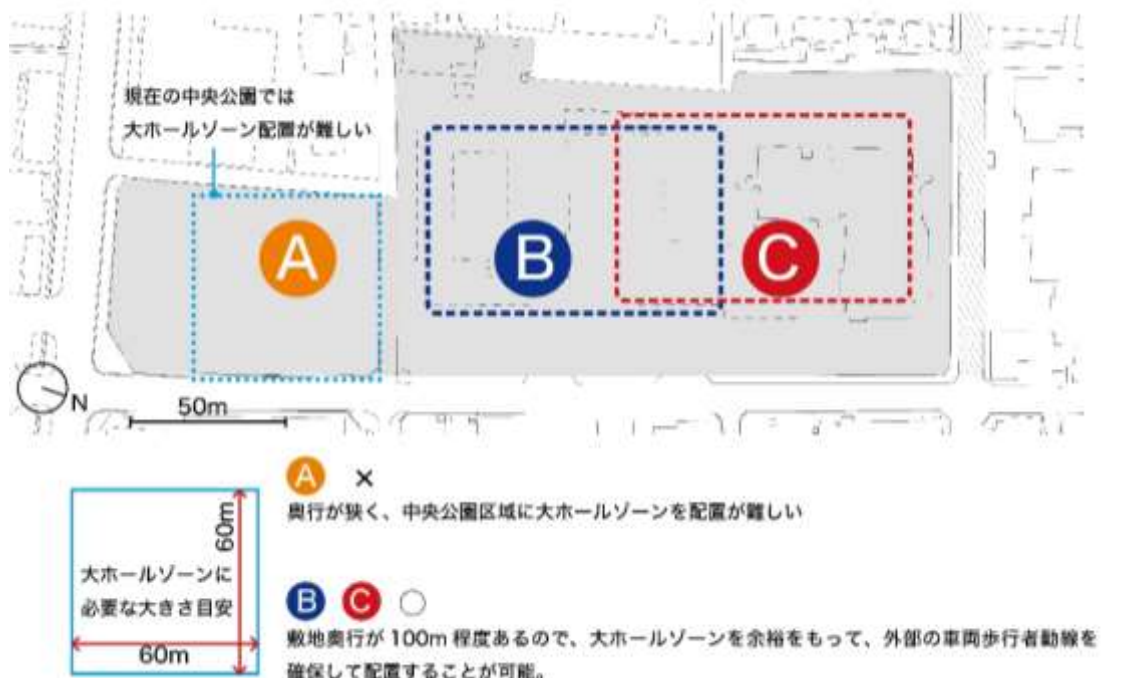 現在の中央公園では
大ホールゾーン配置が難しい
A
B
C
N
50m
A ×
奥行が狭く、中央公園区域に大ホールゾーンを配置が難しい
60m
大ホールゾーンに
必要な大きさ目安
60m
B C ○
敷地奥行が 100m 程度あるので、大ホールゾーンを余裕をもって、外部の車両歩行者動線を
確保して配置することが可能。